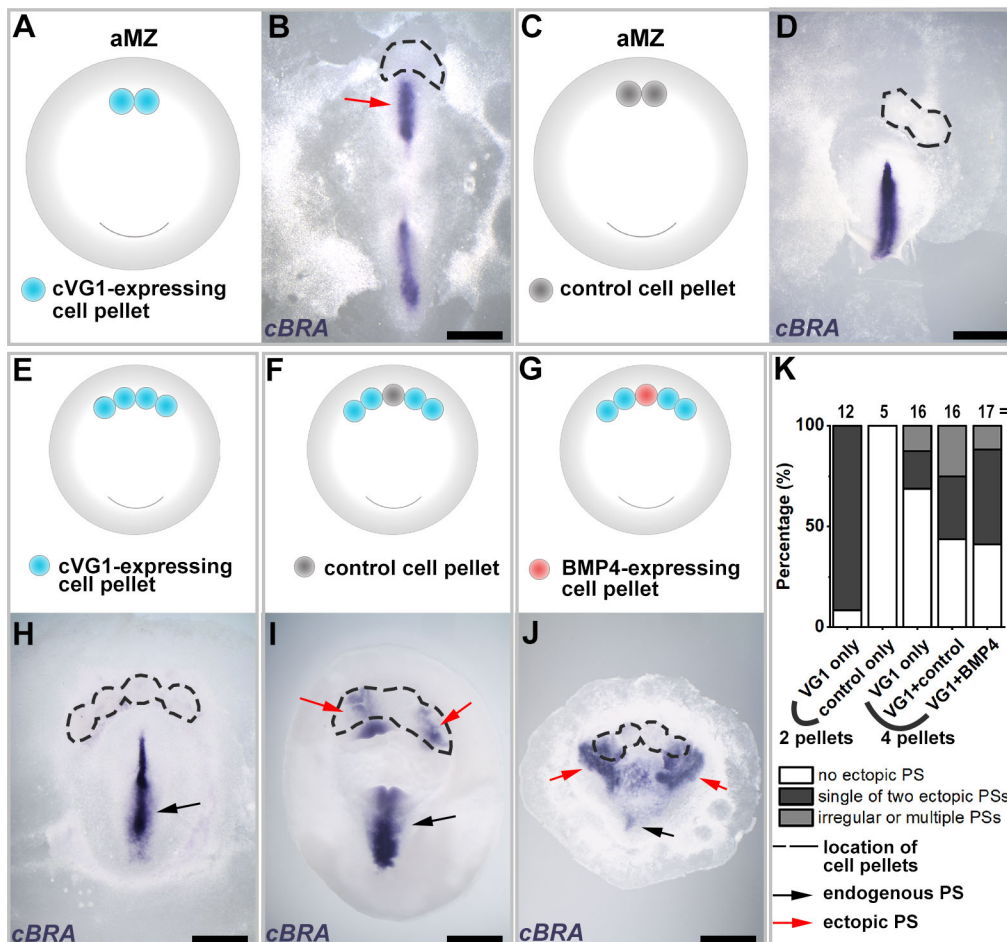 A
aMZ
cVG1-expressing
cell pellet
B
cBRA
C
aMZ
control cell pellet
D
cBRA
E
cVG1-expressing
cell pellet
F
control cell pellet
G
BMP4-expressing
cell pellet
H
cBRA
I
cBRA
J
cBRA
K
12 5 16 16 17 =
Percentage (%)
100
50
0
VG1 only
control only
VG1 only
VG1+control
VG1+BMP4
2 pellets
4 pellets
no ectopic PS
single of two ectopic PSs
irregular or multiple PSs
location of
cell pellets
endogenous PS
ectopic PS